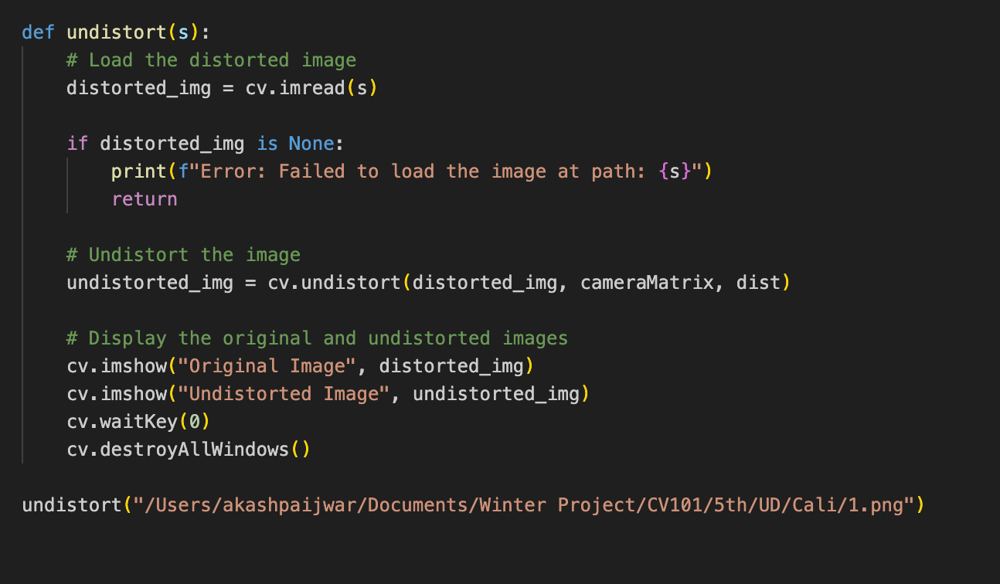 def undistort(s):
    # Load the distorted image
    distorted_img = cv.imread(s)

    if distorted_img is None:
        print(f"Error: Failed to load the image at path: {s}")
        return

    # Undistort the image
    undistorted_img = cv.undistort(distorted_img, cameraMatrix, dist)

    # Display the original and undistorted images
    cv.imshow("Original Image", distorted_img)
    cv.imshow("Undistorted Image", undistorted_img)
    cv.waitKey(0)
    cv.destroyAllWindows()

undistort("/Users/akashpaijwar/Documents/Winter Project/CV101/5th/UD/Cali/1.png")